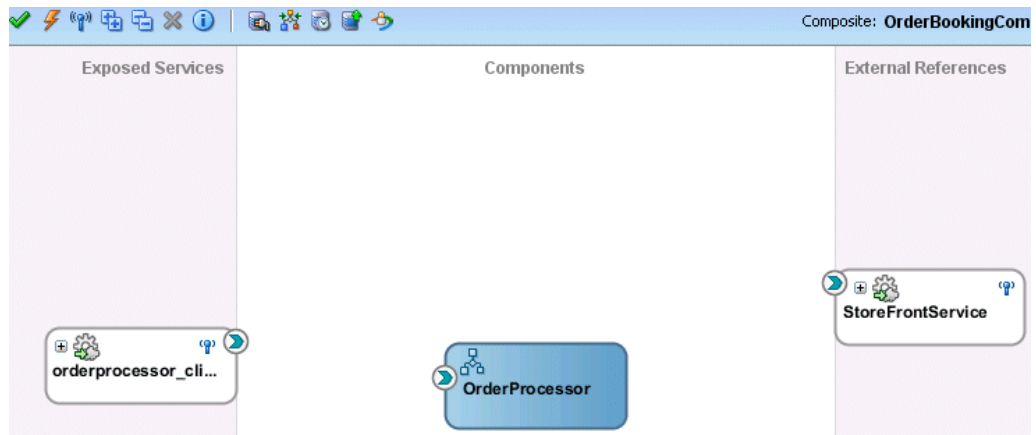 Composite: OrderBookingCom
Exposed Services
Components
External References
StoreFrontService
orderprocessor_cli...
OrderProcessor